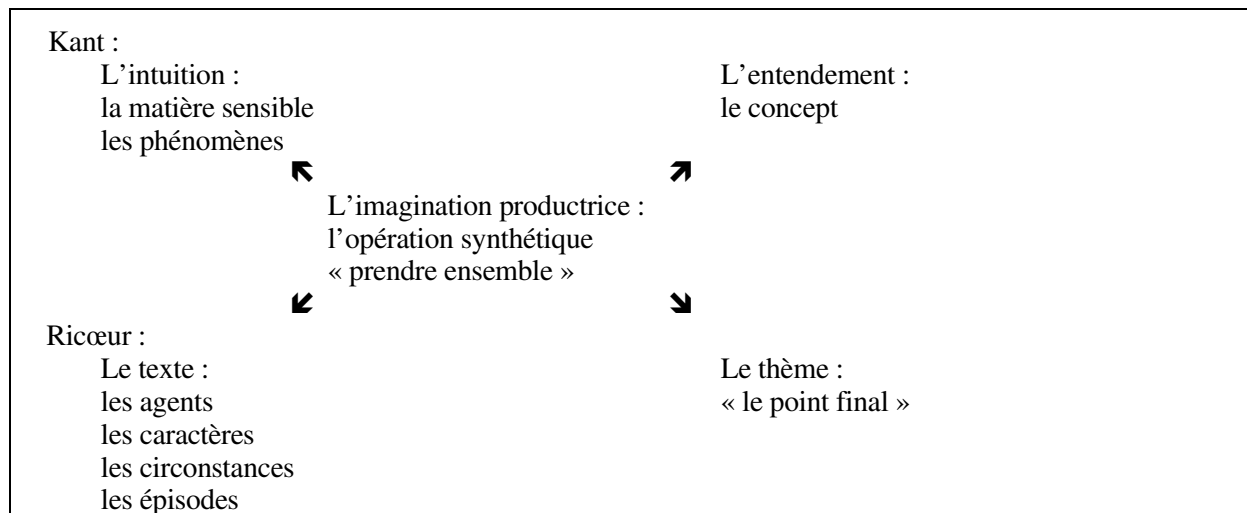 Kant :
L’intuition : L’entendement :
la matière sensible le concept
les phénomènes
L’imagination productrice :
l’opération synthétique
« prendre ensemble »
Ricœur :
Le texte : Le thème :
les agents « le point final »
les caractères
les circonstances
les épisodes